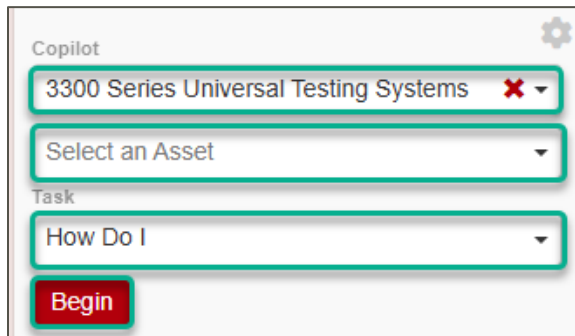 Copilot
3300 Series Universal Testing Systems
Select an Asset
Task
How Do I
Begin